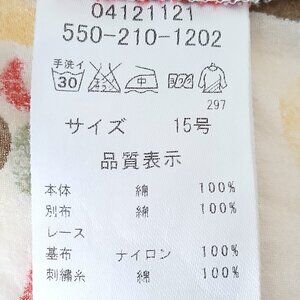 04121121
550-210-1202
手洗イ
30
中
297
サイズ 15号
品質表示
本体 綿 100%
別布 綿 100%
レース
基布 ナイロン 100%
刺繍糸 綿 100%